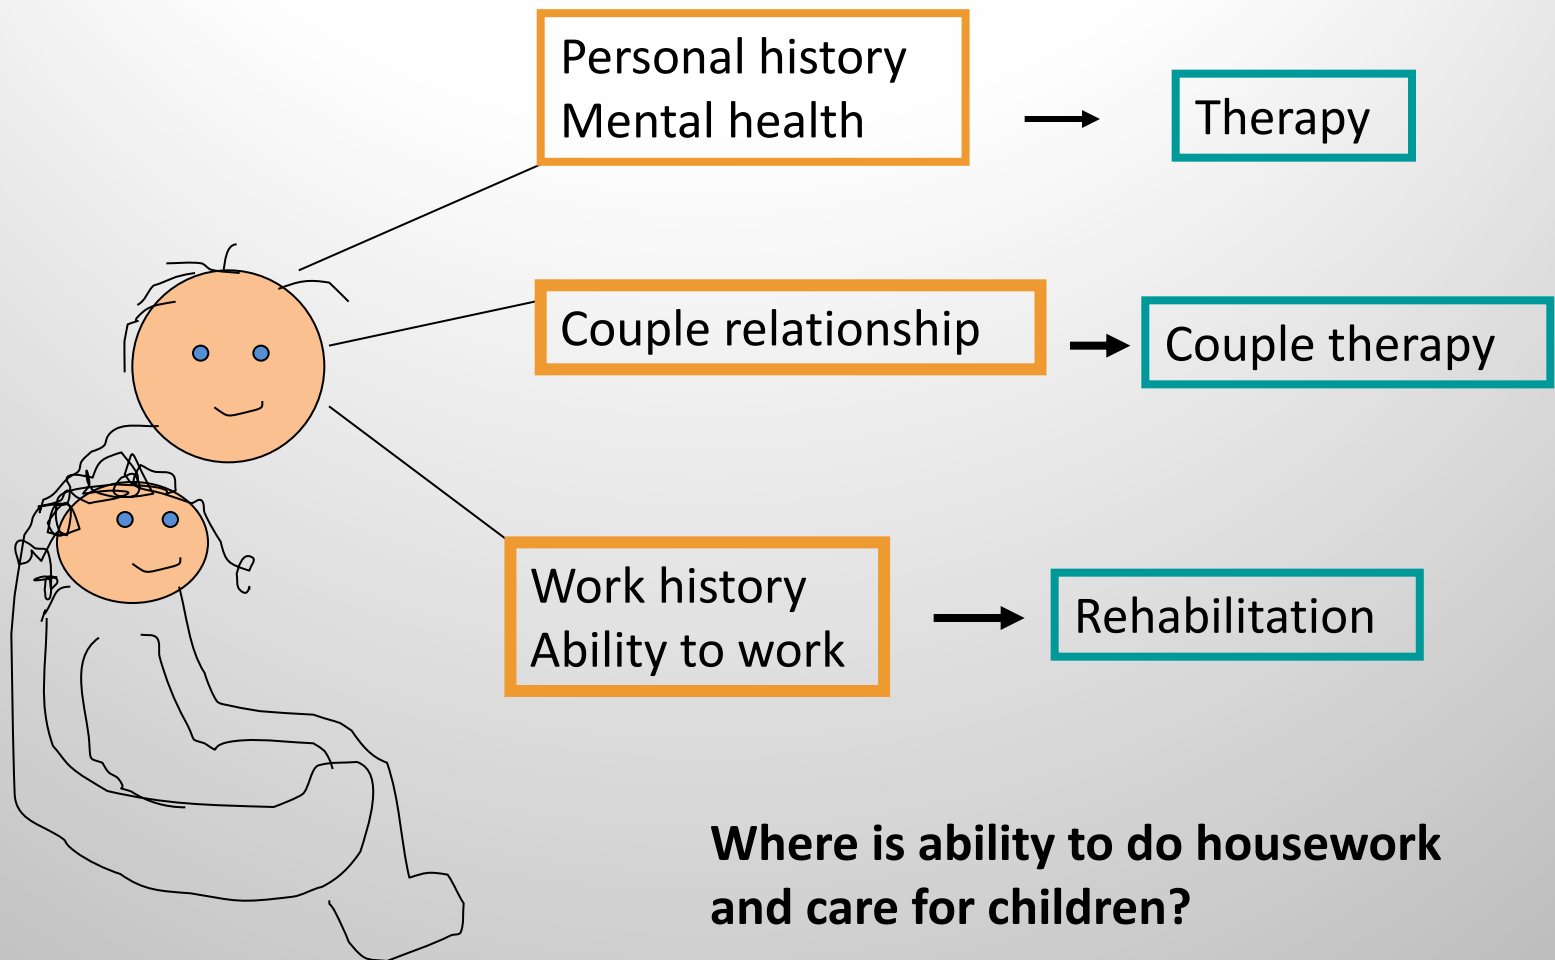 Personal history
Mental health
Therapy
Couple relationship
Couple therapy
Work history
Ability to work
Rehabilitation
Where is ability to do housework
and care for children?